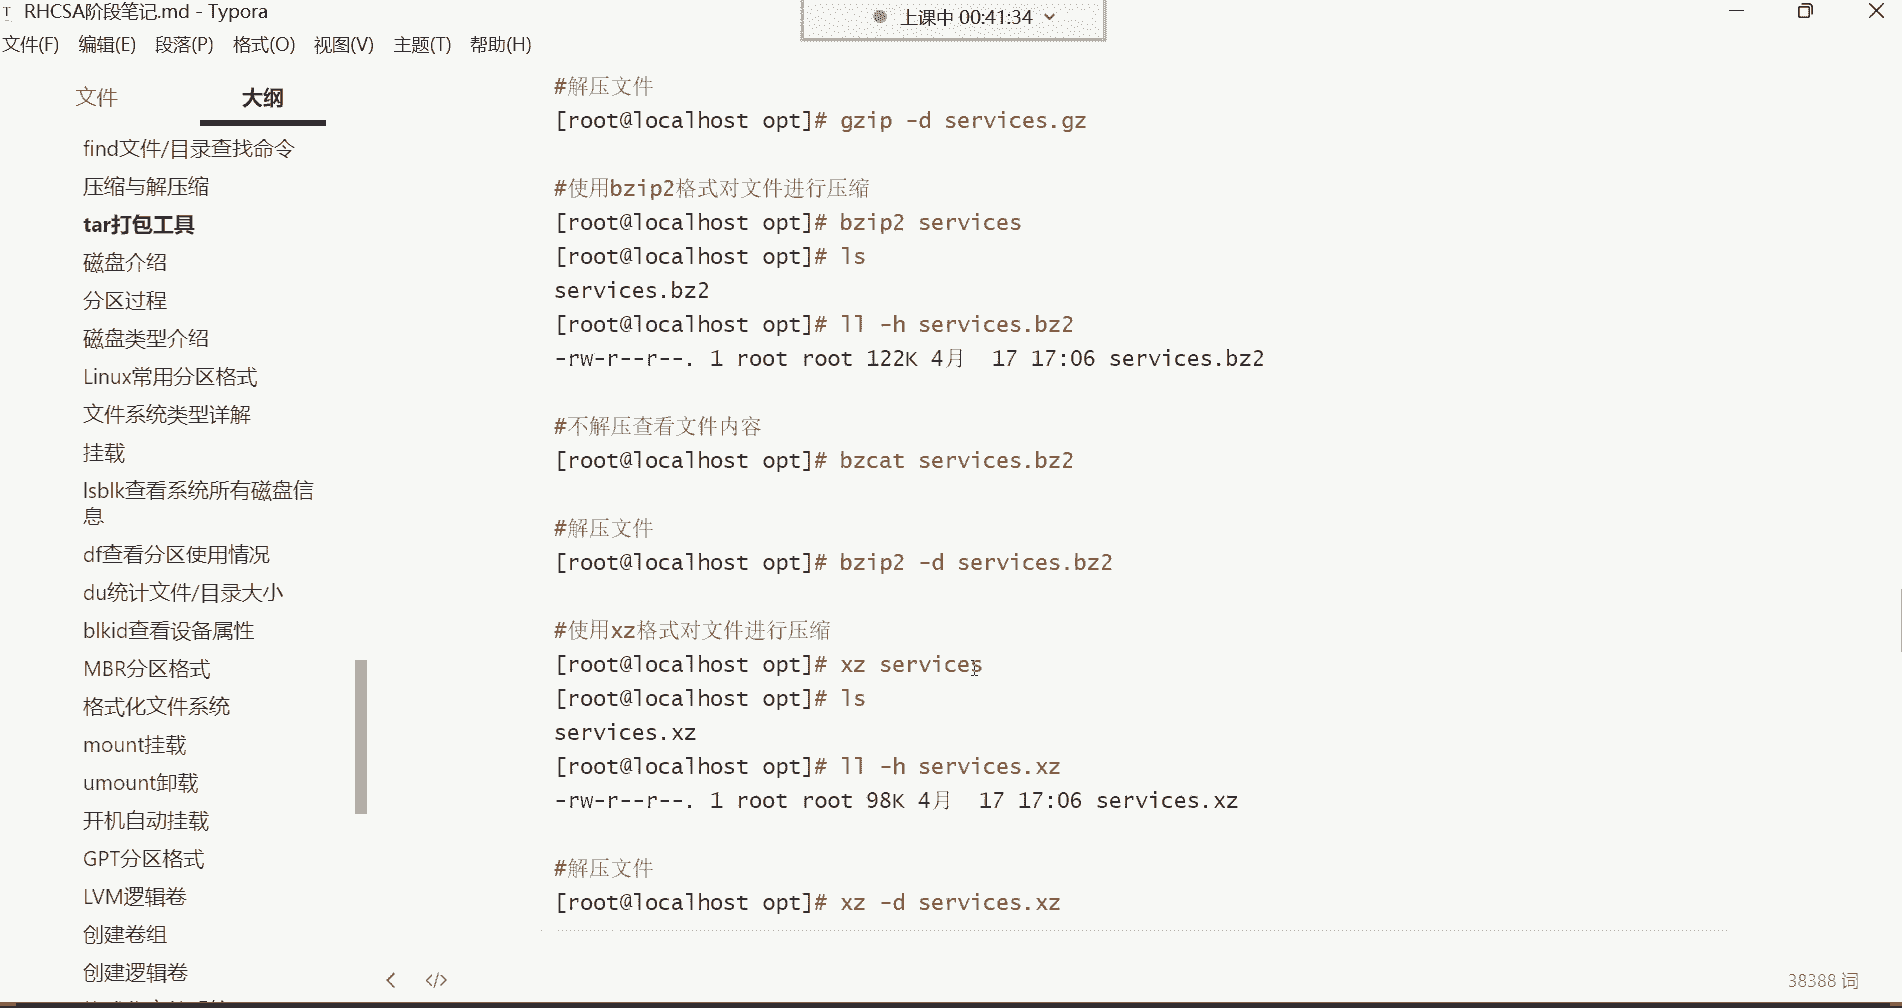 RHCSA阶段笔记.md - Typora
上课中 00:41:34
文件(F) 编辑(E) 段落(P) 格式(O) 视图(V) 主题(T) 帮助(H)
文件 大纲
find文件/目录查找命令
压缩与解压缩
tar打包工具
磁盘介绍
分区过程
磁盘类型介绍
Linux常用分区格式
文件系统类型详解
挂载
lsblk查看系统所有磁盘信
息
df查看分区使用情况
du统计文件/目录大小
blkid查看设备属性
MBR分区格式
格式化文件系统
mount挂载
umount卸载
开机自动挂载
GPT分区格式
LVM逻辑卷
创建卷组
创建逻辑卷
#解压文件
[root@localhost opt]# gzip -d services.gz
#使用bzip2格式对文件进行压缩
[root@localhost opt]# bzip2 services
[root@localhost opt]# ls
services.bz2
[root@localhost opt]# ll -h services.bz2
-rw-r--r--. 1 root root 122K 4月  17 17:06 services.bz2
#不解压查看文件内容
[root@localhost opt]# bzcat services.bz2
#解压文件
[root@localhost opt]# bzip2 -d services.bz2
#使用xz格式对文件进行压缩
[root@localhost opt]# xz services
[root@localhost opt]# ls
services.xz
[root@localhost opt]# ll -h services.xz
-rw-r--r--. 1 root root 98K 4月  17 17:06 services.xz
#解压文件
[root@localhost opt]# xz -d services.xz
38388 词